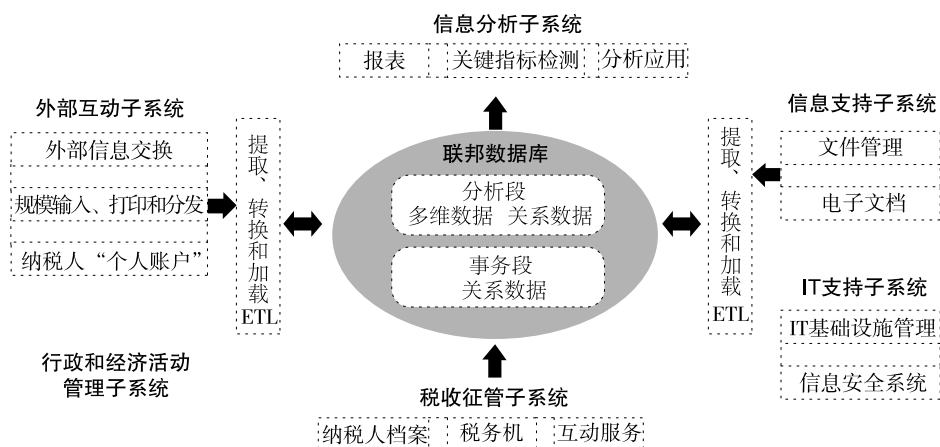 信息分析子系统
报表 关键指标检测 分析应用
外部互动子系统
外部信息交换
规模输入、打印和分发
纳税人“个人账户”
提取、转换和加载
ETL
联邦数据库
分析段
多维数据 关系数据
事务段
关系数据
提取、转换和加载
ETL
信息支持子系统
文件管理
电子文档
IT支持子系统
IT基础设施管理
信息安全系统
行政和经济活动
管理子系统
税收征管子系统
纳税人档案 税务机 互动服务